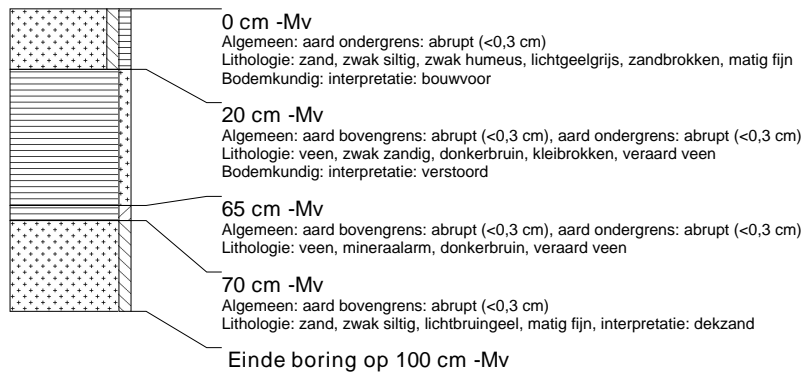 0 cm -Mv
Algemeen: aard ondergrens: abrupt (<0,3 cm)
Lithologie: zand, zwak siltig, zwak humeus, lichtgeelgrijs, zandbrokken, matig fijn
Bodemkundig: interpretatie: bouwvoor
20 cm -Mv
Algemeen: aard bovengrens: abrupt (<0,3 cm), aard ondergrens: abrupt (<0,3 cm)
Lithologie: veen, zwak zandig, donkerbruin, kleibrokken, veraard veen
Bodemkundig: interpretatie: verstoord
65 cm -Mv
Algemeen: aard bovengrens: abrupt (<0,3 cm), aard ondergrens: abrupt (<0,3 cm)
Lithologie: veen, mineraalarm, donkerbruin, veraard veen
70 cm -Mv
Algemeen: aard bovengrens: abrupt (<0,3 cm)
Lithologie: zand, zwak siltig, lichtbruingeel, matig fijn, interpretatie: dekzand
Einde boring op 100 cm -Mv